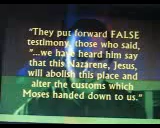 "They put forward FALSE
testimony, those who said,
"...we have heard him say
that this Nazarene, Jesus,
will abolish this place and
alter the customs which
Moses handed down to us."